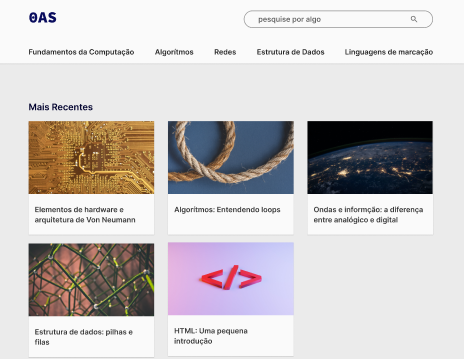 0AS
pesquise por algo
Fundamentos da Computação
Algorítmos
Redes
Estrutura de Dados
Linguagens de marcação
Mais Recentes
Elementos de hardware e
arquitetura de Von Neumann
Algorítmos: Entendendo loops
Ondas e informção: a diferença
entre analógico e digital
Estrutura de dados: pilhas e
filas
HTML: Uma pequena
introdução